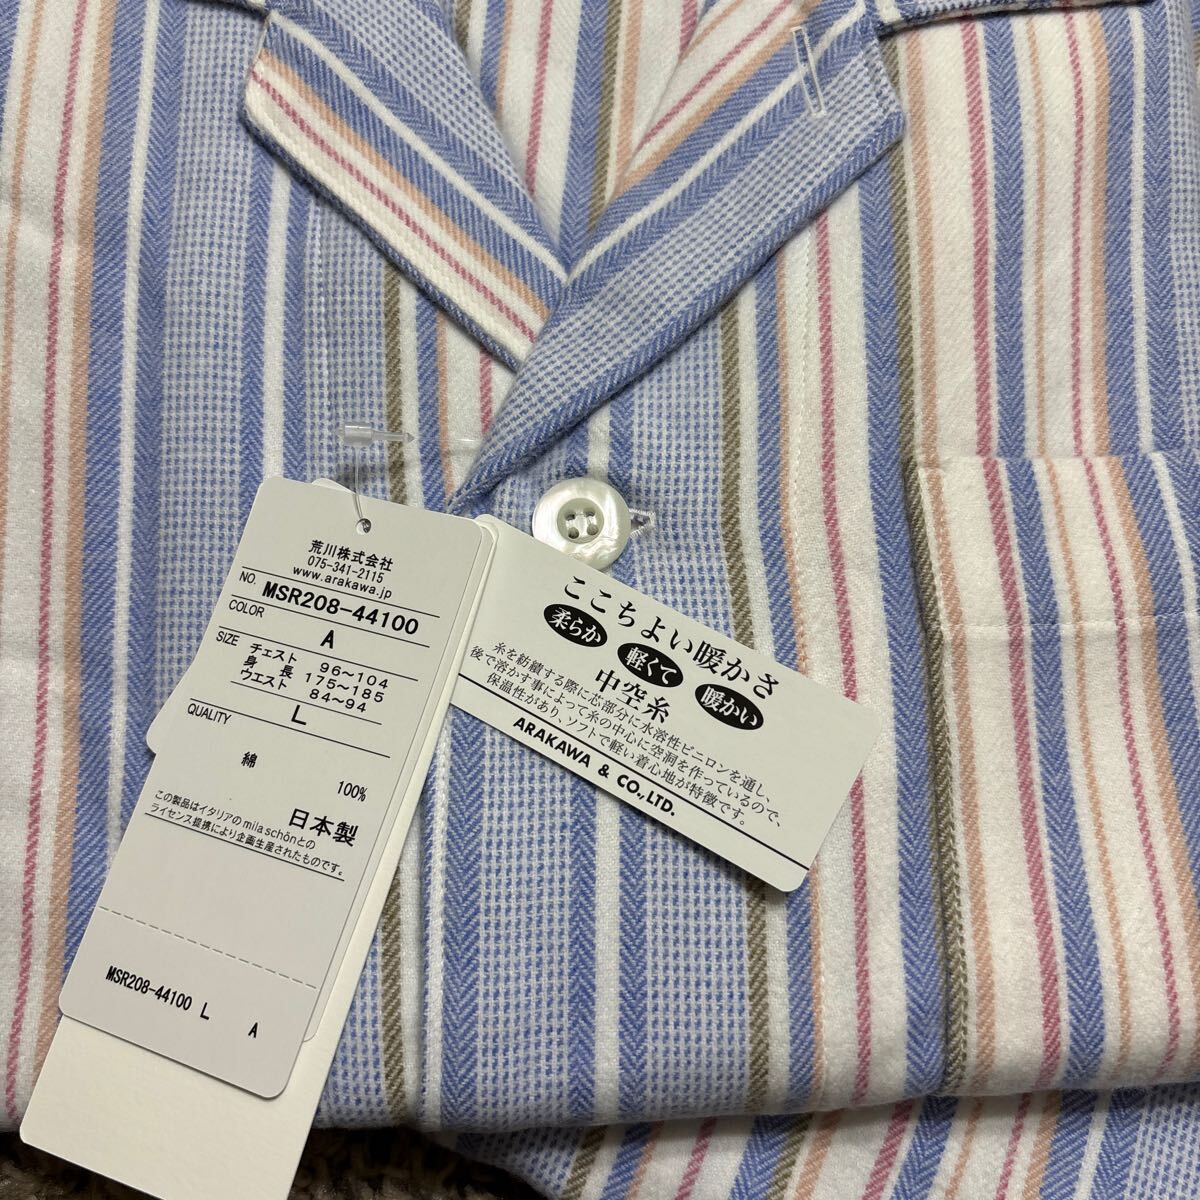 荒川株式会社
075-341-2115
www.arakawa.jp
NO. MSR208-44100
COLOR
A
SIZE
チェスト 96～104
身長 175～185
ウエスト 84～94
L
QUALITY
綿
100%
日本製
この製品はイタリアのmila schönとの
ライセンス提携により企画生産されたものです。
MSR208-44100 L A
ここちよい暖かさ
柔らか 軽くて 暖かい
中空糸
糸を紡績する際に芯部分に水溶性ビニロンを通し、
後で溶かす事によって糸の中心に空洞を作っているので、
保温性があり、ソフトで軽い着心地が特徴です。
ARAKAWA & CO.,LTD.